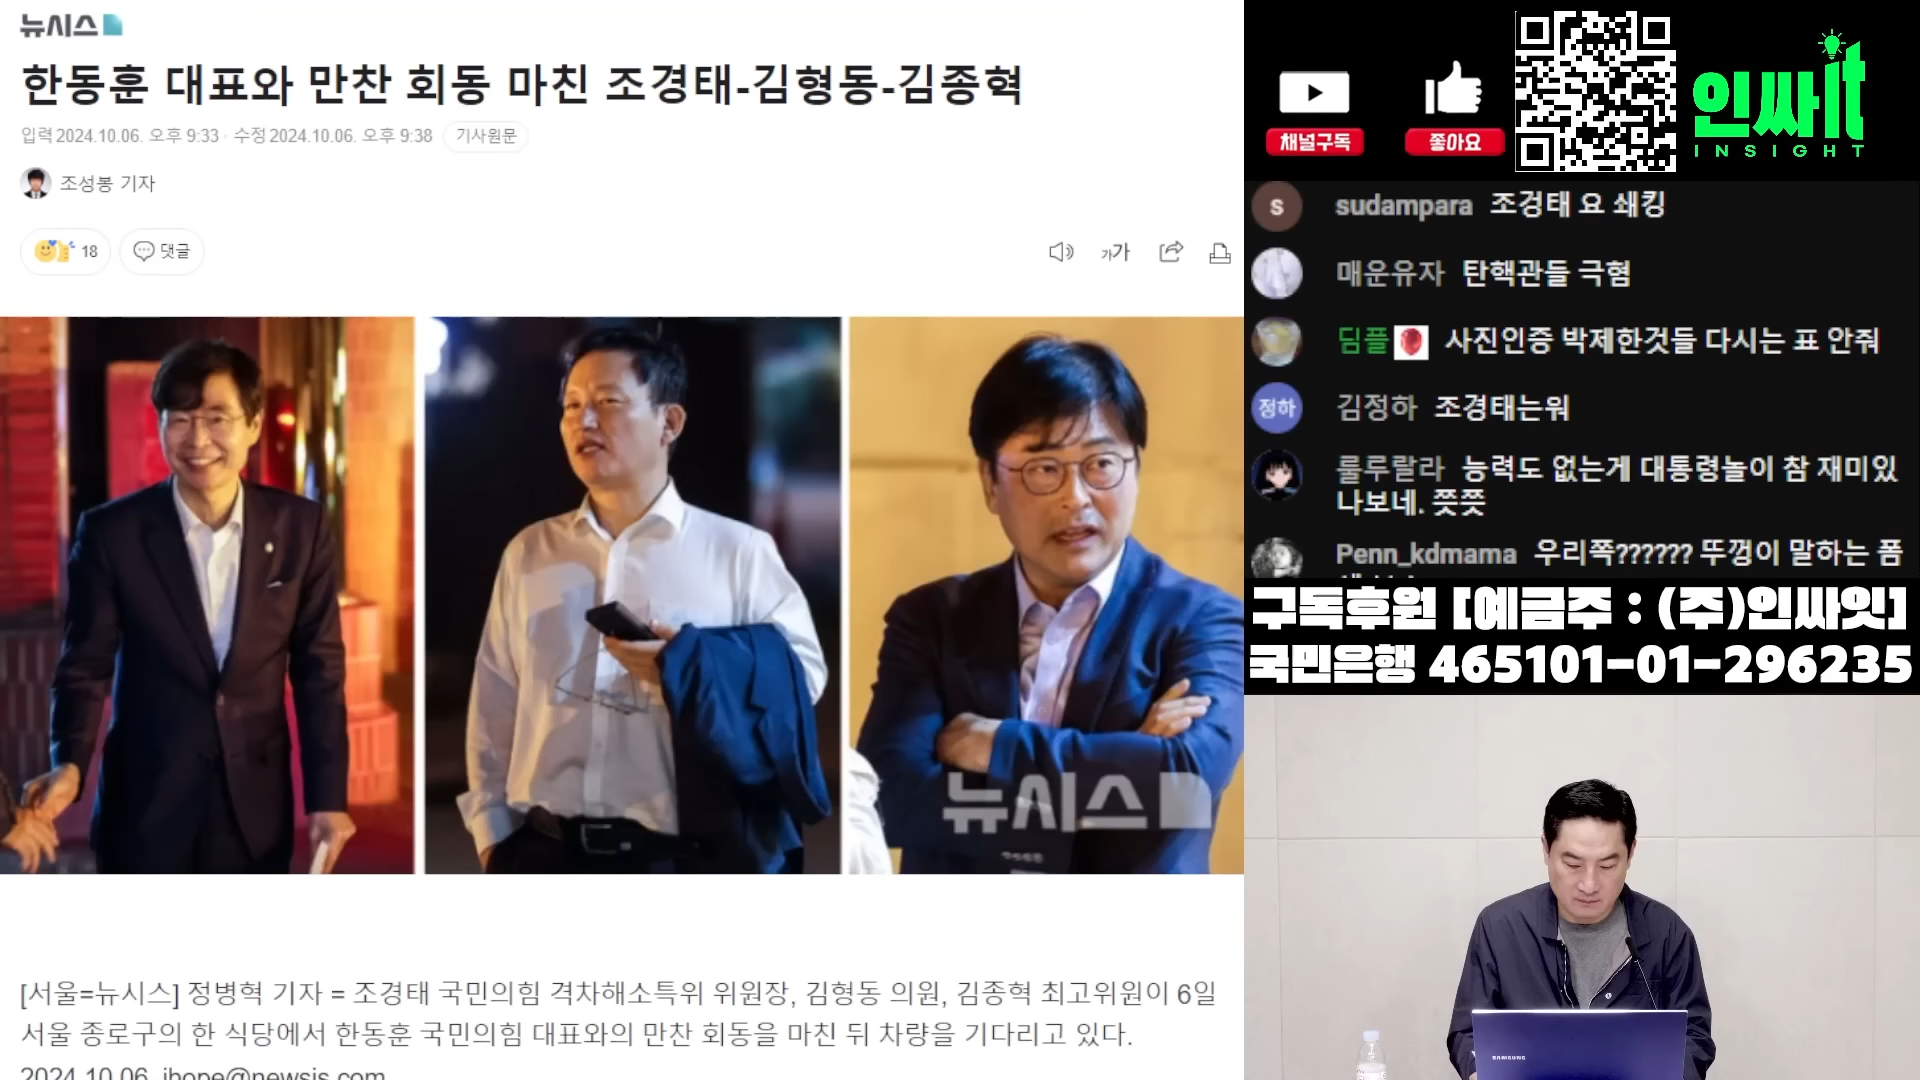 뉴시스
한동훈 대표와 만찬 회동 마친 조경태-김형동-김종혁
입력 2024.10.06. 오후 9:33 · 수정 2024.10.06. 오후 9:38 기사원문
조성봉 기자
18 댓글
가가
뉴시스
[서울=뉴시스] 정병혁 기자 = 조경태 국민의힘 격차해소특위 위원장, 김형동 의원, 김종혁 최고위원이 6일
서울 종로구의 한 식당에서 한동훈 국민의힘 대표와의 만찬 회동을 마친 뒤 차량을 기다리고 있다.
2024.10.06. jhope@newsis.com
채널구독
좋아요
인싸it
INSIGHT
S sudampara 조겅태 요 쇄킹
매운유자 탄핵관들 극혐
딤플 사진인증 박제한것들 다시는 표 안줘
정하 김정하 조경태는워
룰루랄라 능력도 없는게 대통령놀이 참 재미있
나보네. 쯧쯧
Penn_kdmama 우리쪽?????? 뚜껑이 말하는 폼
구독후원 [예금주 : (주)인싸잇]
국민은행 465101-01-296235
SAMSUNG